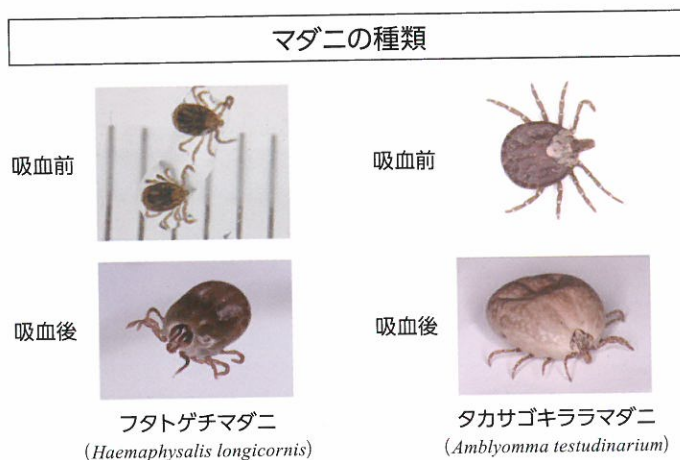 マダニの種類
吸血前
吸血前
吸血後
吸血後
フタトゲチマダニ
(Haemaphysalis longicornis)
タカサゴキララマダニ
(Amblyomma testudinarium)